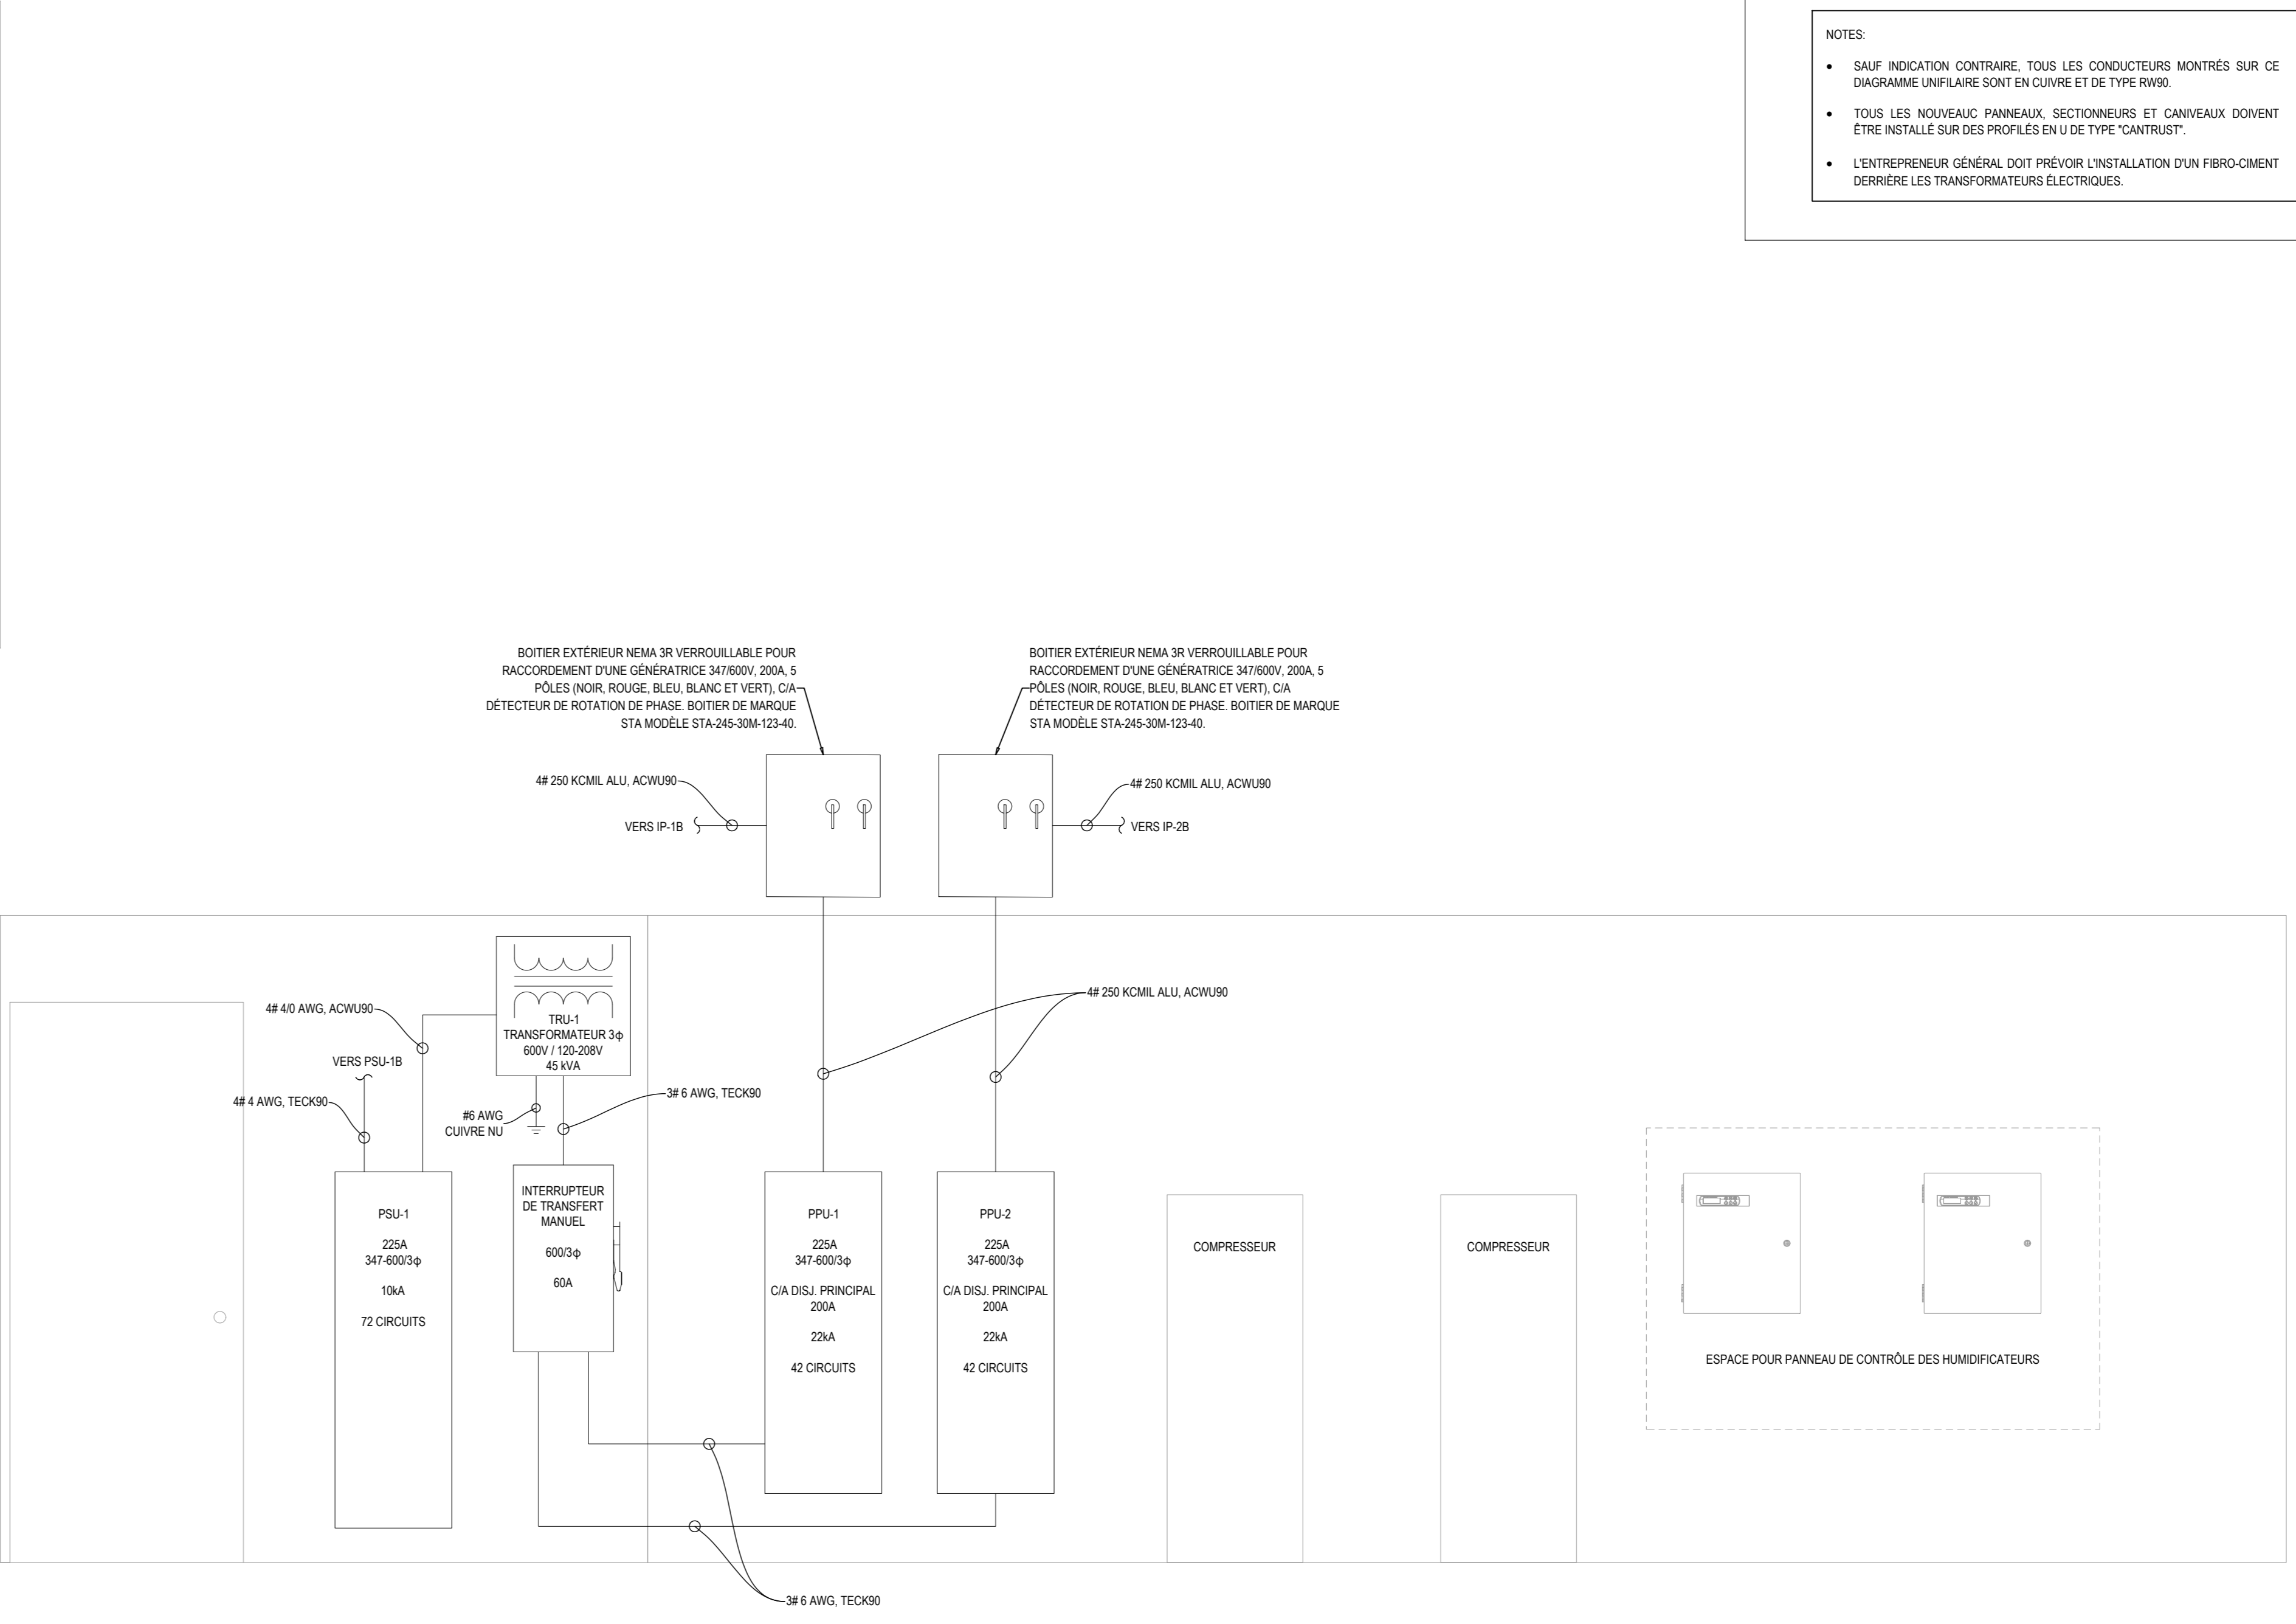 NOTES:
• SAUF INDICATION CONTRAIRE, TOUS LES CONDUCTEURS MONTRÉS SUR CE
DIAGRAMME UNIFILAIRE SONT EN CUIVRE ET DE TYPE RW90.
• TOUS LES NOUVEAUC PANNEAUX, SECTIONNEURS ET CANIVEAUX DOIVENT
ÊTRE INSTALLÉ SUR DES PROFILÉS EN U DE TYPE "CANTRUST".
• L'ENTREPRENEUR GÉNÉRAL DOIT PRÉVOIR L'INSTALLATION D'UN FIBRO-CIMENT
DERRIÈRE LES TRANSFORMATEURS ÉLECTRIQUES.
BOITIER EXTÉRIEUR NEMA 3R VERROUILLABLE POUR
RACCORDEMENT D'UNE GÉNÉRATRICE 347/600V, 200A, 5
PÔLES (NOIR, ROUGE, BLEU, BLANC ET VERT), C/A
DÉTECTEUR DE ROTATION DE PHASE. BOITIER DE MARQUE
STA MODÈLE STA-245-30M-123-40.
BOITIER EXTÉRIEUR NEMA 3R VERROUILLABLE POUR
RACCORDEMENT D'UNE GÉNÉRATRICE 347/600V, 200A, 5
PÔLES (NOIR, ROUGE, BLEU, BLANC ET VERT), C/A
DÉTECTEUR DE ROTATION DE PHASE. BOITIER DE MARQUE
STA MODÈLE STA-245-30M-123-40.
4# 250 KCMIL ALU, ACWU90
VERS IP-1B
4# 250 KCMIL ALU, ACWU90
VERS IP-2B
4# 250 KCMIL ALU, ACWU90
4# 4/0 AWG, ACWU90
VERS PSU-1B
4# 4 AWG, TECK90
TRU-1
TRANSFORMATEUR 3ϕ
600V / 120-208V
45 kVA
#6 AWG
CUIVRE NU
3# 6 AWG, TECK90
PSU-1
225A
347-600/3ϕ
10kA
72 CIRCUITS
INTERRUPTEUR
DE TRANSFERT
MANUEL
600/3ϕ
60A
PPU-1
225A
347-600/3ϕ
C/A DISJ. PRINCIPAL
200A
22kA
42 CIRCUITS
PPU-2
225A
347-600/3ϕ
C/A DISJ. PRINCIPAL
200A
22kA
42 CIRCUITS
COMPRESSEUR
COMPRESSEUR
ESPACE POUR PANNEAU DE CONTRÔLE DES HUMIDIFICATEURS
3# 6 AWG, TECK90